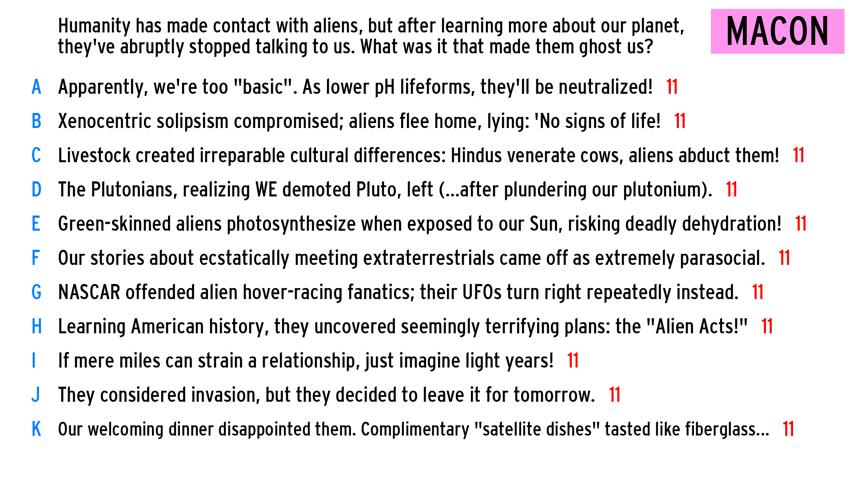 Humanity has made contact with aliens, but after learning more about our planet,
they've abruptly stopped talking to us. What was it that made them ghost us?
MACON
A Apparently, we're too "basic". As lower pH lifeforms, they'll be neutralized! 11
B Xenocentric solipsism compromised; aliens flee home, lying: 'No signs of life! 11
C Livestock created irreparable cultural differences: Hindus venerate cows, aliens abduct them! 11
D The Plutonians, realizing WE demoted Pluto, left (...after plundering our plutonium). 11
E Green-skinned aliens photosynthesize when exposed to our Sun, risking deadly dehydration! 11
F Our stories about ecstatically meeting extraterrestrials came off as extremely parasocial. 11
G NASCAR offended alien hover-racing fanatics; their UFOs turn right repeatedly instead. 11
H Learning American history, they uncovered seemingly terrifying plans: the "Alien Acts!" 11
I If mere miles can strain a relationship, just imagine light years! 11
J They considered invasion, but they decided to leave it for tomorrow. 11
K Our welcoming dinner disappointed them. Complimentary "satellite dishes" tasted like fiberglass... 11